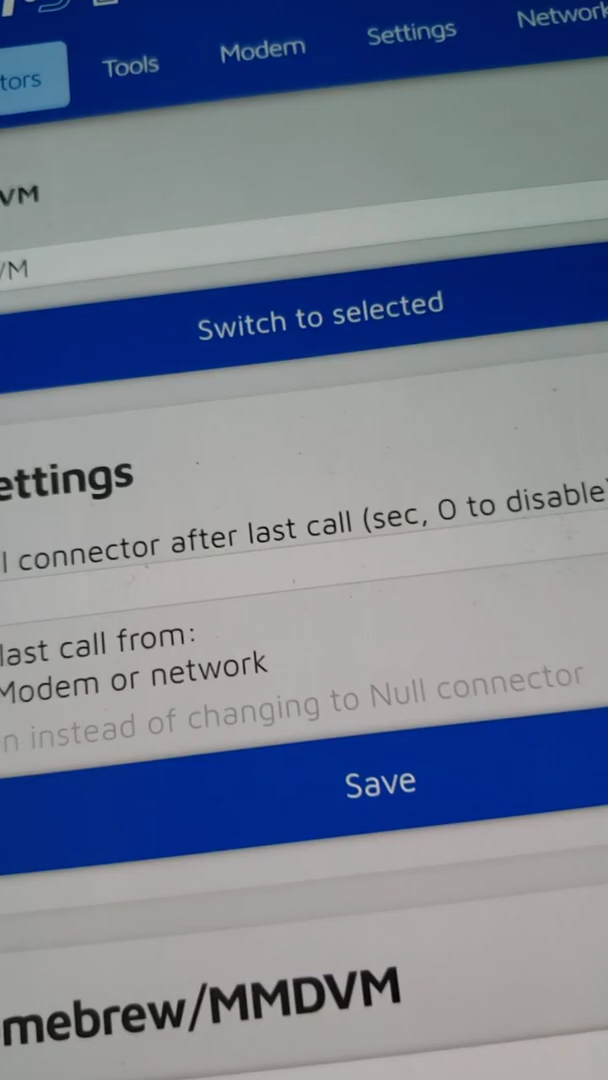 tors Tools Modem Settings Network
VM
VM
Switch to selected
ettings
l connector after last call (sec, 0 to disable)
last call from:
Modem or network
n instead of changing to Null connector
Save
mebrew/MMDVM